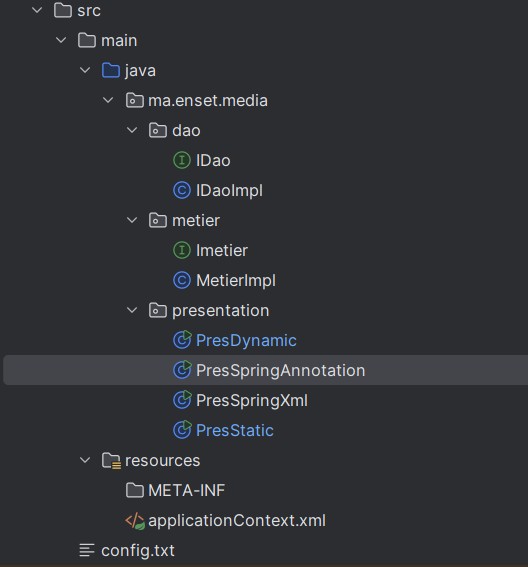 src
main
java
ma.enset.media
dao
IDao
IDaoImpl
metier
Imetier
MetierImpl
presentation
PresDynamic
PresSpringAnnotation
PresSpringXml
PresStatic
resources
META-INF
applicationContext.xml
config.txt